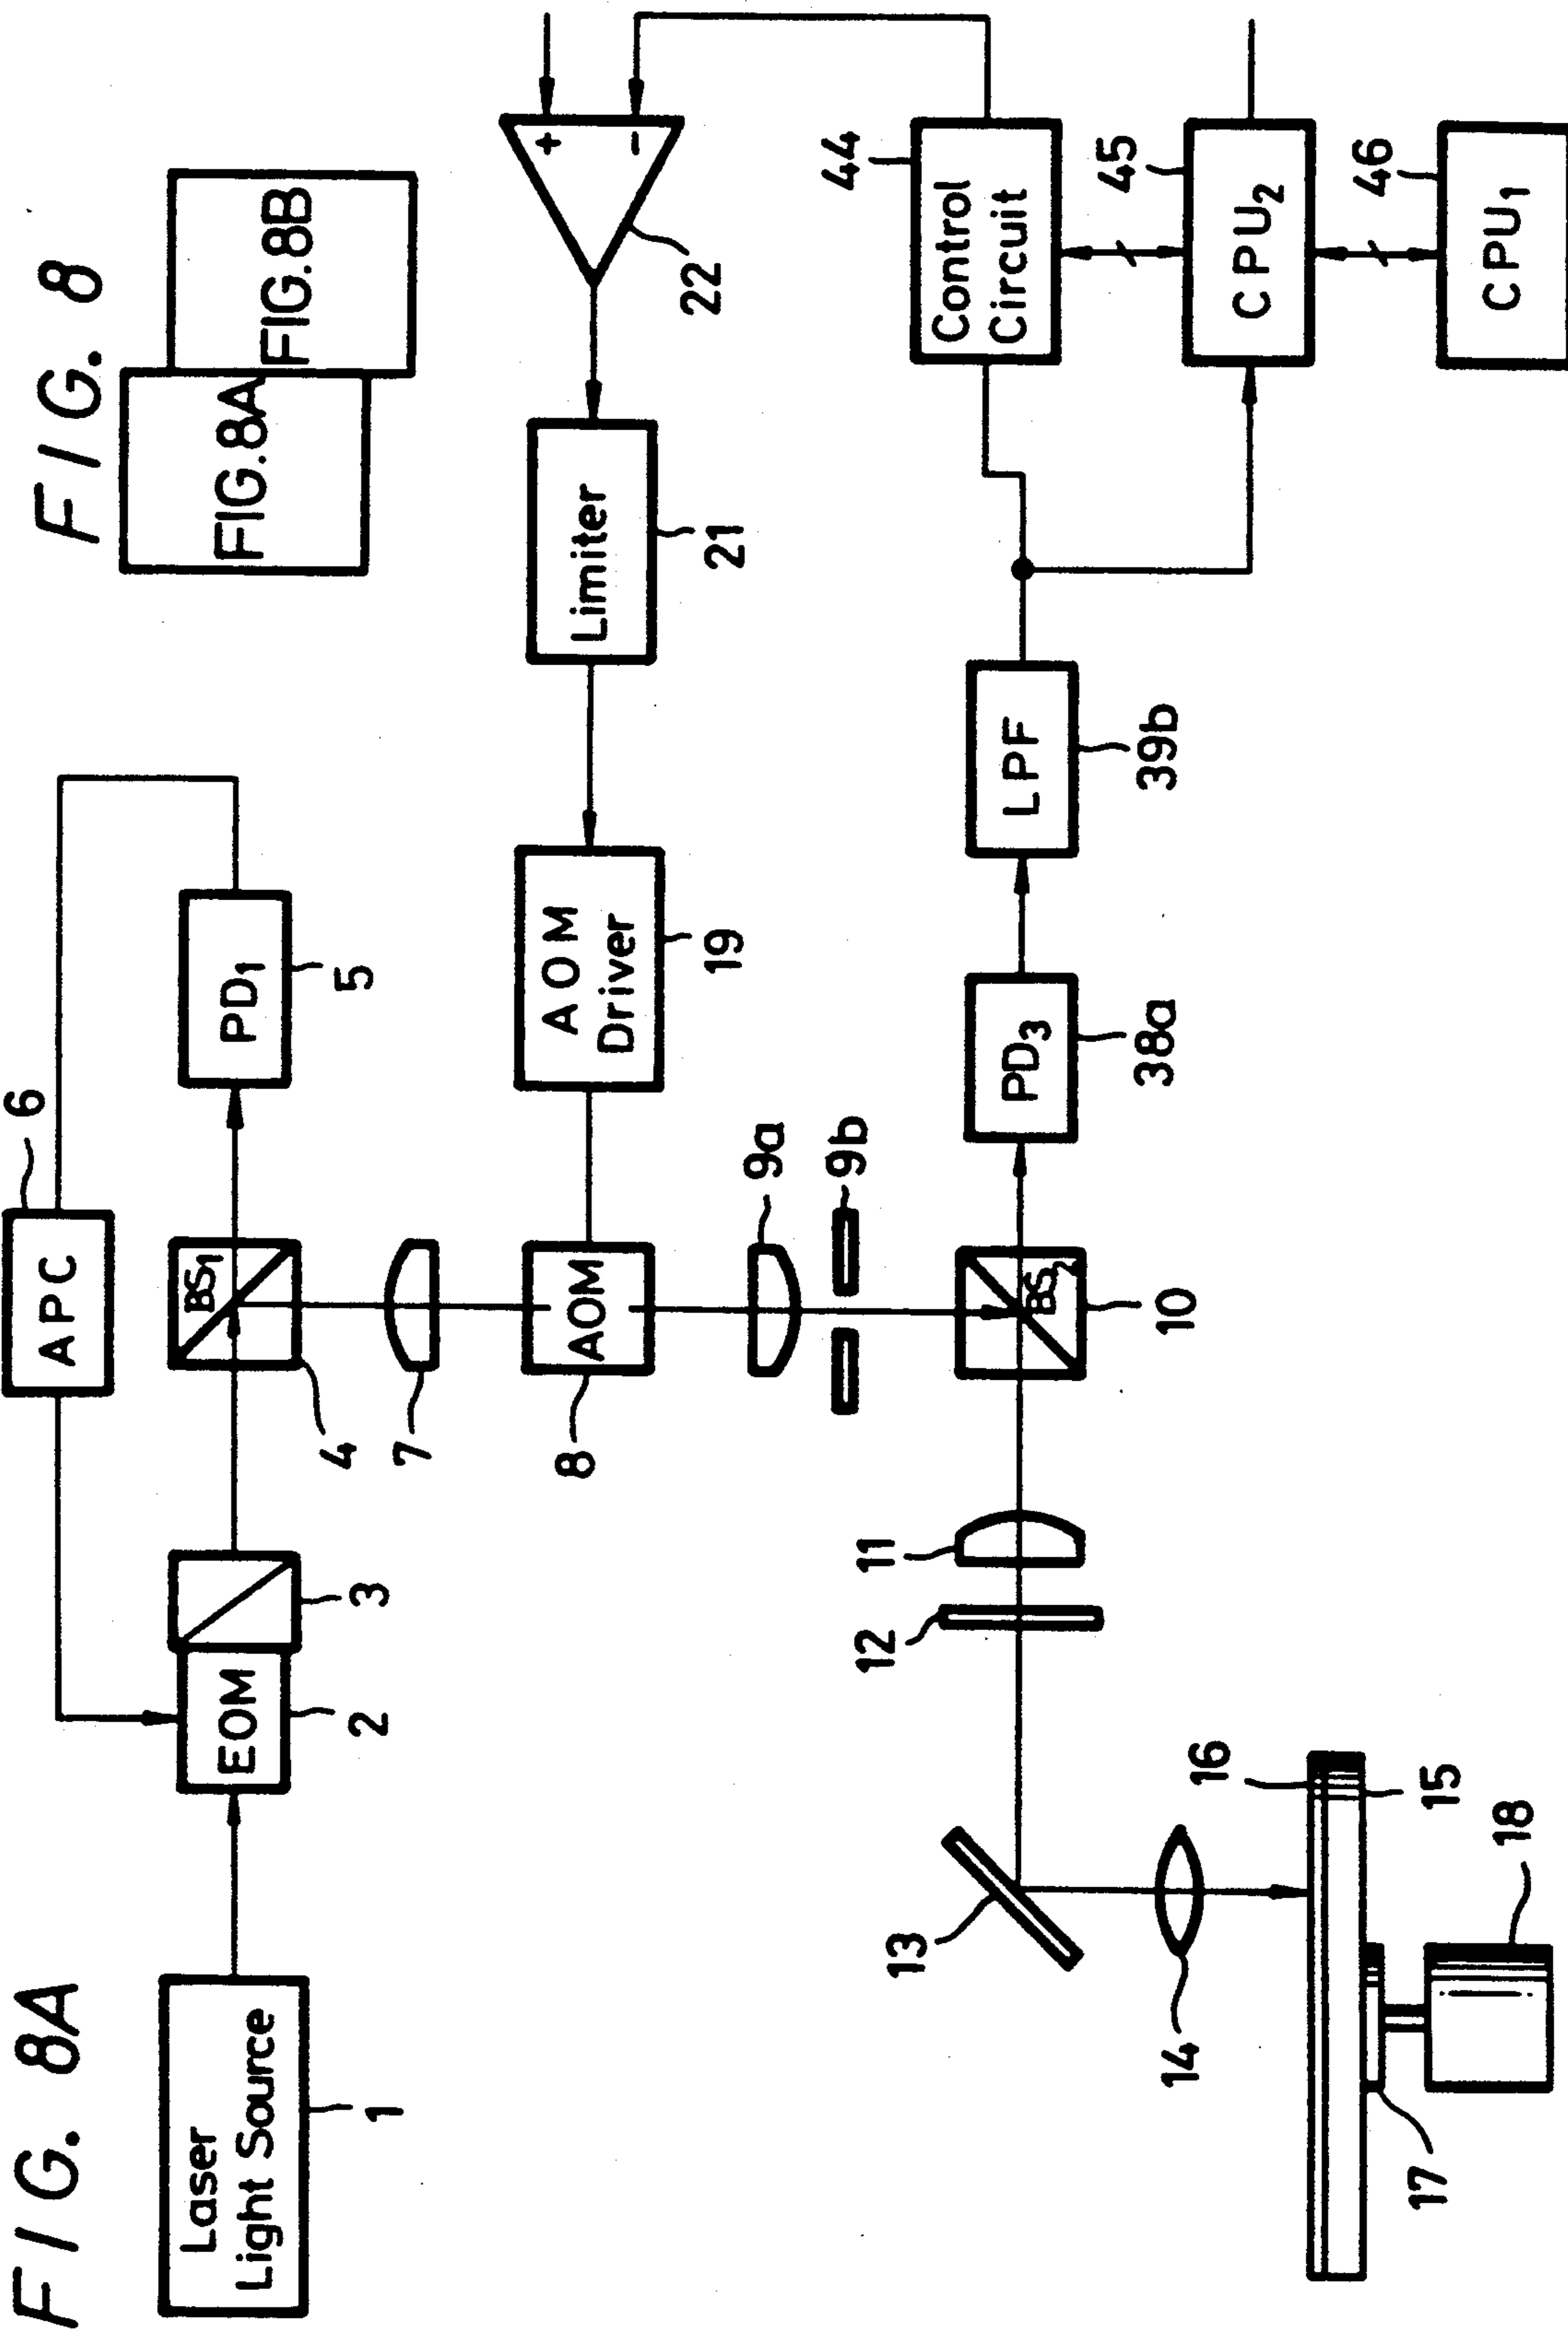 FIG. 8A
FIG. 8
FIG. 8A
FIG. 8B
Laser
Light Source
1
EOM
2
3
4
BS1
APC
6
PD1
5
7
AOM
8
AOM
Driver
19
Limiter
21
22
+
−
9a
9b
BS2
10
PD3
38a
LPF
39b
Control
Circuit
44
CPU2
45
CPU1
46
11
12
13
14
16
15
17
18